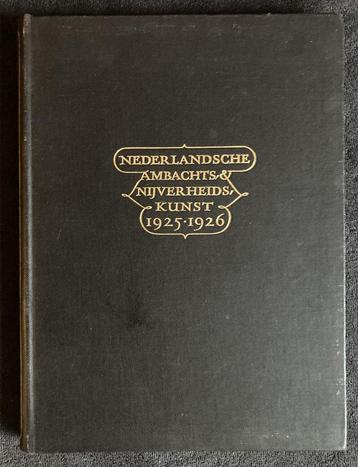 NEDERLANDSCHE
AMBACHTS-&
NIJVERHEIDS-
KUNST
1925·1926